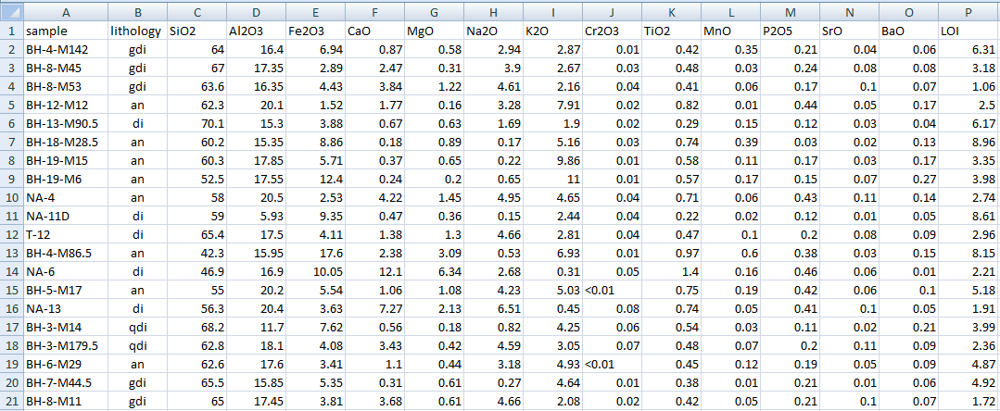 A B C D E F G H I J K L M N O P
1 sample lithology SiO2 Al2O3 Fe2O3 CaO MgO Na2O K2O Cr2O3 TiO2 MnO P2O5 SrO BaO LOI
2 BH-4-M142 gdi 64 16.4 6.94 0.87 0.58 2.94 2.87 0.01 0.42 0.35 0.21 0.04 0.06 6.31
3 BH-8-M45 gdi 67 17.35 2.89 2.47 0.31 3.9 2.67 0.03 0.48 0.03 0.24 0.08 0.08 3.18
4 BH-8-M53 gdi 63.6 16.35 4.43 3.84 1.22 4.61 2.16 0.04 0.41 0.06 0.17 0.1 0.07 1.06
5 BH-12-M12 an 62.3 20.1 1.52 1.77 0.16 3.28 7.91 0.02 0.82 0.01 0.44 0.05 0.17 2.5
6 BH-13-M90.5 di 70.1 15.3 3.88 0.67 0.63 1.69 1.9 0.02 0.29 0.15 0.12 0.03 0.04 6.17
7 BH-18-M28.5 an 60.2 15.35 8.86 0.18 0.89 0.17 5.16 0.03 0.74 0.39 0.03 0.02 0.13 8.96
8 BH-19-M15 an 60.3 17.85 5.71 0.37 0.65 0.22 9.86 0.01 0.58 0.11 0.17 0.03 0.17 3.35
9 BH-19-M6 an 52.5 17.55 12.4 0.24 0.2 0.65 11 0.01 0.57 0.17 0.15 0.07 0.27 3.98
10 NA-4 an 58 20.5 2.53 4.22 1.45 4.95 4.65 0.04 0.71 0.06 0.43 0.11 0.14 2.74
11 NA-11D di 59 5.93 9.35 0.47 0.36 0.15 2.44 0.04 0.22 0.02 0.12 0.01 0.05 8.61
12 T-12 di 65.4 17.5 4.11 1.38 1.3 4.66 2.81 0.04 0.47 0.1 0.2 0.08 0.09 2.96
13 BH-4-M86.5 an 42.3 15.95 17.6 2.38 3.09 0.53 6.93 0.01 0.97 0.6 0.38 0.03 0.15 8.15
14 NA-6 di 46.9 16.9 10.05 12.1 6.34 2.68 0.31 0.05 1.4 0.16 0.46 0.06 0.01 2.21
15 BH-5-M17 an 55 20.2 5.54 1.06 1.08 4.23 5.03 <0.01 0.75 0.19 0.42 0.06 0.1 5.18
16 NA-13 di 56.3 20.4 3.63 7.27 2.13 6.51 0.45 0.08 0.74 0.05 0.41 0.1 0.05 1.91
17 BH-3-M14 qdi 68.2 11.7 7.62 0.56 0.18 0.82 4.25 0.06 0.54 0.03 0.11 0.02 0.21 3.99
18 BH-3-M179.5 qdi 62.8 18.1 4.08 3.43 0.42 4.59 3.05 0.07 0.48 0.07 0.2 0.11 0.09 2.36
19 BH-6-M29 an 62.6 17.6 3.41 1.1 0.44 3.18 4.93 <0.01 0.45 0.12 0.19 0.05 0.09 4.87
20 BH-7-M44.5 gdi 65.5 15.85 5.35 0.31 0.61 0.27 4.64 0.01 0.38 0.01 0.21 0.01 0.06 4.92
21 BH-8-M11 gdi 65 17.45 3.81 3.68 0.61 4.66 2.08 0.02 0.42 0.05 0.21 0.1 0.07 1.72